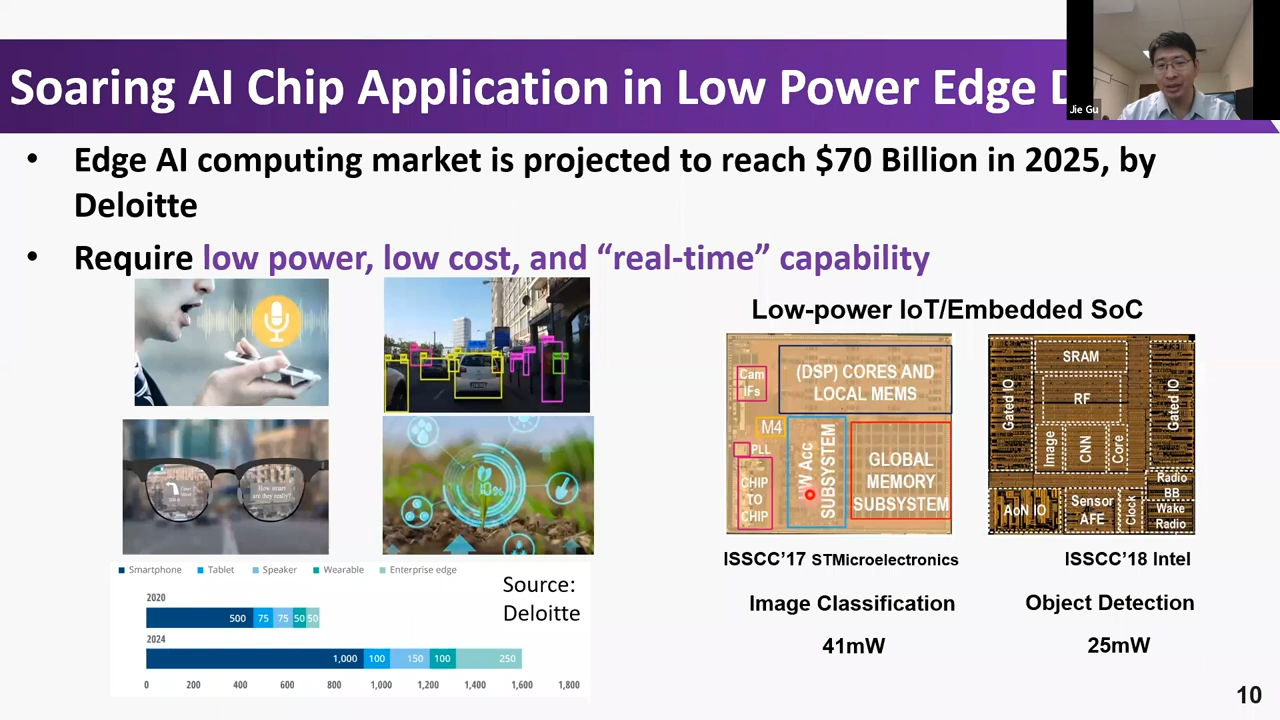 Soaring AI Chip Application in Low Power Edge D
Jie Gu
• Edge AI computing market is projected to reach $70 Billion in 2025, by
Deloitte
• Require low power, low cost, and “real-time” capability
Low-power IoT/Embedded SoC
Cam
IFs
(DSP) CORES AND
LOCAL MEMS
M4
PLL
CHIP
TO
CHIP
HW Acc
SUBSYSTEM
GLOBAL
MEMORY
SUBSYSTEM
Gated IO
SRAM
RF
Image
CNN
Core
Gated IO
AoN IO
Sensor
AFE
Clock
Radio
BB
Wake
Radio
How smart
are they really?
10%
ISSCC’17 STMicroelectronics
ISSCC’18 Intel
Image Classification
Object Detection
41mW
25mW
Smartphone Tablet Speaker Wearable Enterprise edge
Source:
Deloitte
2020
500 75 75 50 50
2024
1,000 100 150 100 250
0 200 400 600 800 1,000 1,200 1,400 1,600 1,800
10